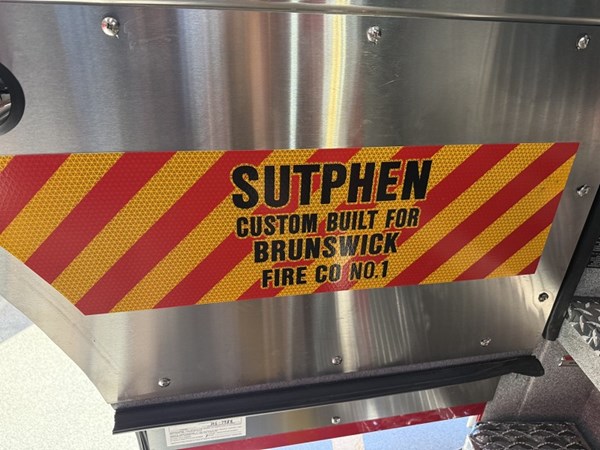 SUTPHEN
CUSTOM BUILT FOR
BRUNSWICK
FIRE CO NO.1